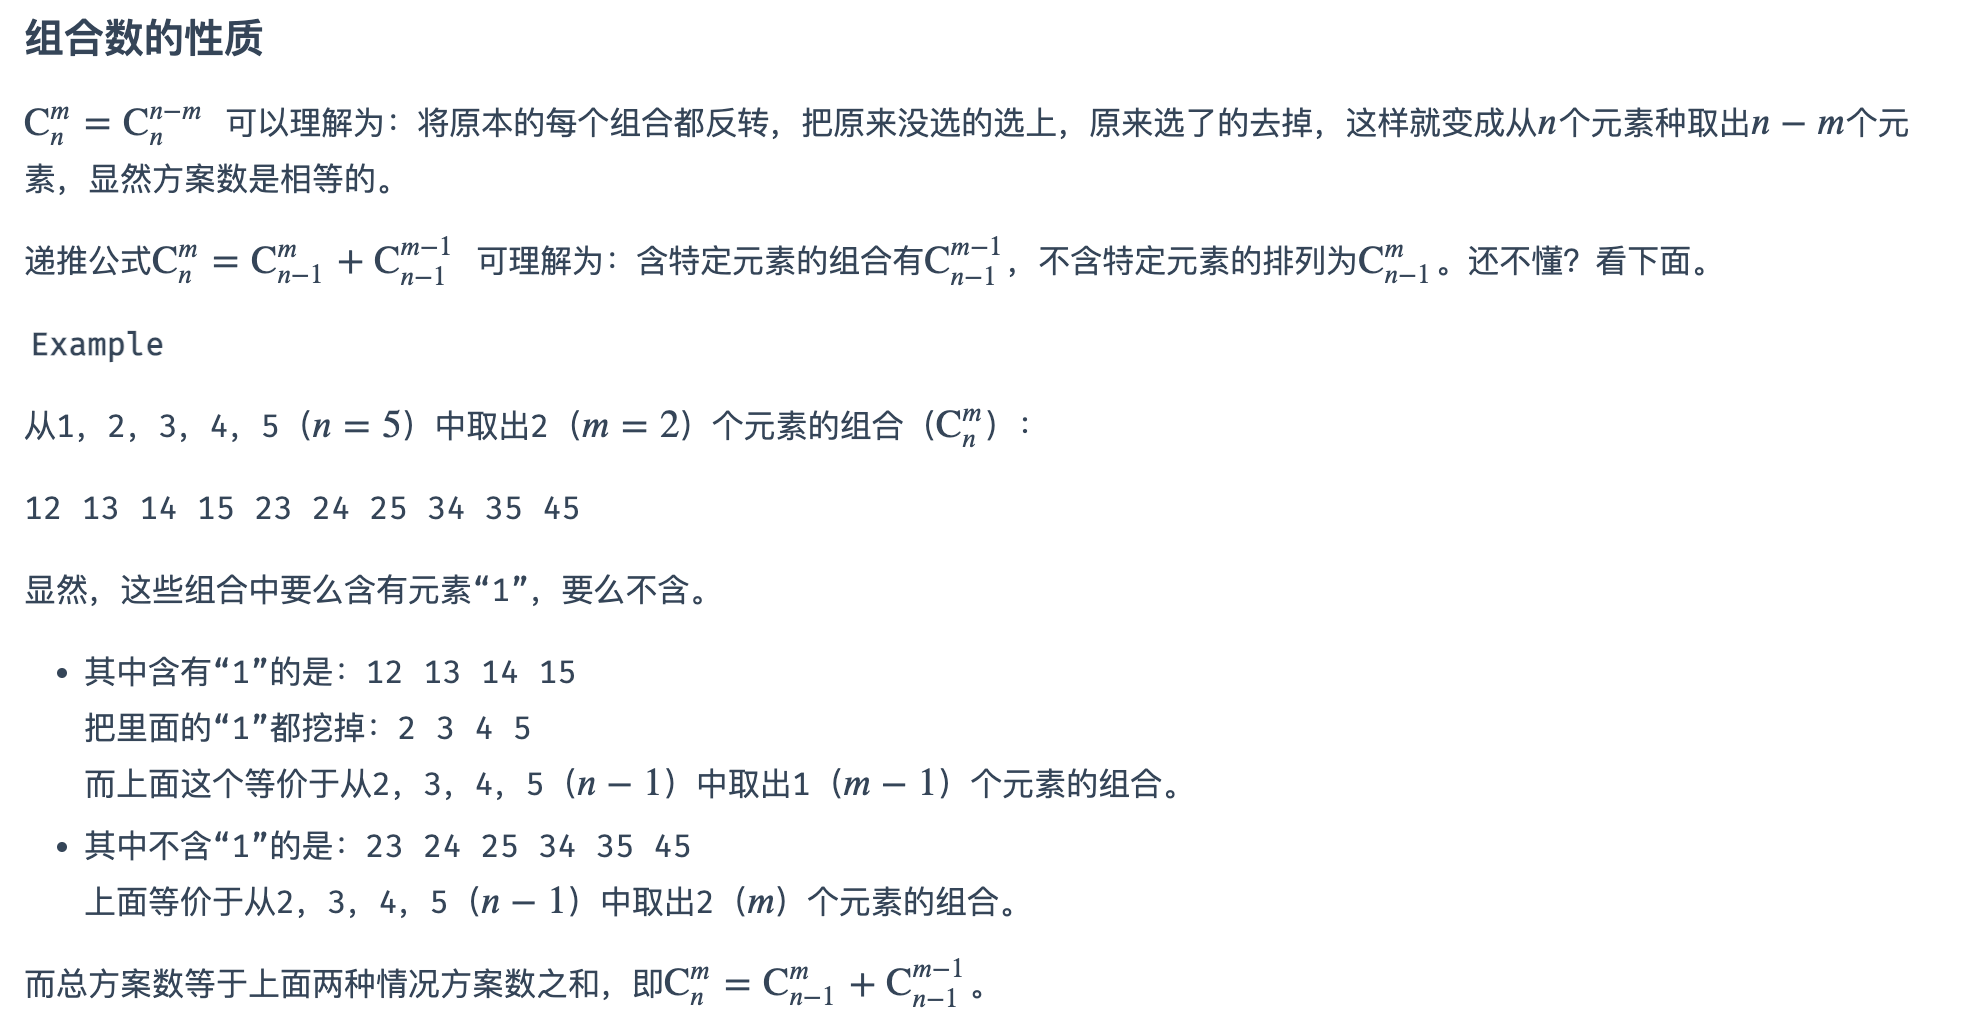 组合数的性质
$C_n^m = C_n^{n-m}$ 可以理解为：将原本的每个组合都反转，把原来没选的选上，原来选了的去掉，这样就变成从$n$个元素种取出$n-m$个元
素，显然方案数是相等的。
递推公式$C_n^m = C_{n-1}^m + C_{n-1}^{m-1}$ 可理解为：含特定元素的组合有$C_{n-1}^{m-1}$，不含特定元素的排列为$C_{n-1}^m$。还不懂？看下面。
Example
从1，2，3，4，5（$n=5$）中取出2（$m=2$）个元素的组合（$C_n^m$）：
12 13 14 15 23 24 25 34 35 45
显然，这些组合中要么含有元素“1”，要么不含。
• 其中含有“1”的是：12 13 14 15
把里面的“1”都挖掉：2 3 4 5
而上面这个等价于从2，3，4，5（$n-1$）中取出1（$m-1$）个元素的组合。
• 其中不含“1”的是：23 24 25 34 35 45
上面等价于从2，3，4，5（$n-1$）中取出2（$m$）个元素的组合。
而总方案数等于上面两种情况方案数之和，即$C_n^m = C_{n-1}^m + C_{n-1}^{m-1}$。